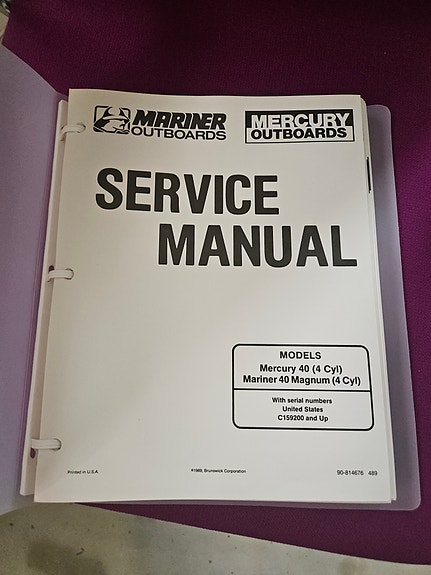 MARINER
OUTBOARDS
MERCURY
OUTBOARDS
SERVICE
MANUAL
MODELS
Mercury 40 (4 Cyl)
Mariner 40 Magnum (4 Cyl)
With serial numbers
United States
C159200 and Up
Printed in U.S.A.
©1989, Brunswick Corporation
90-814676 489